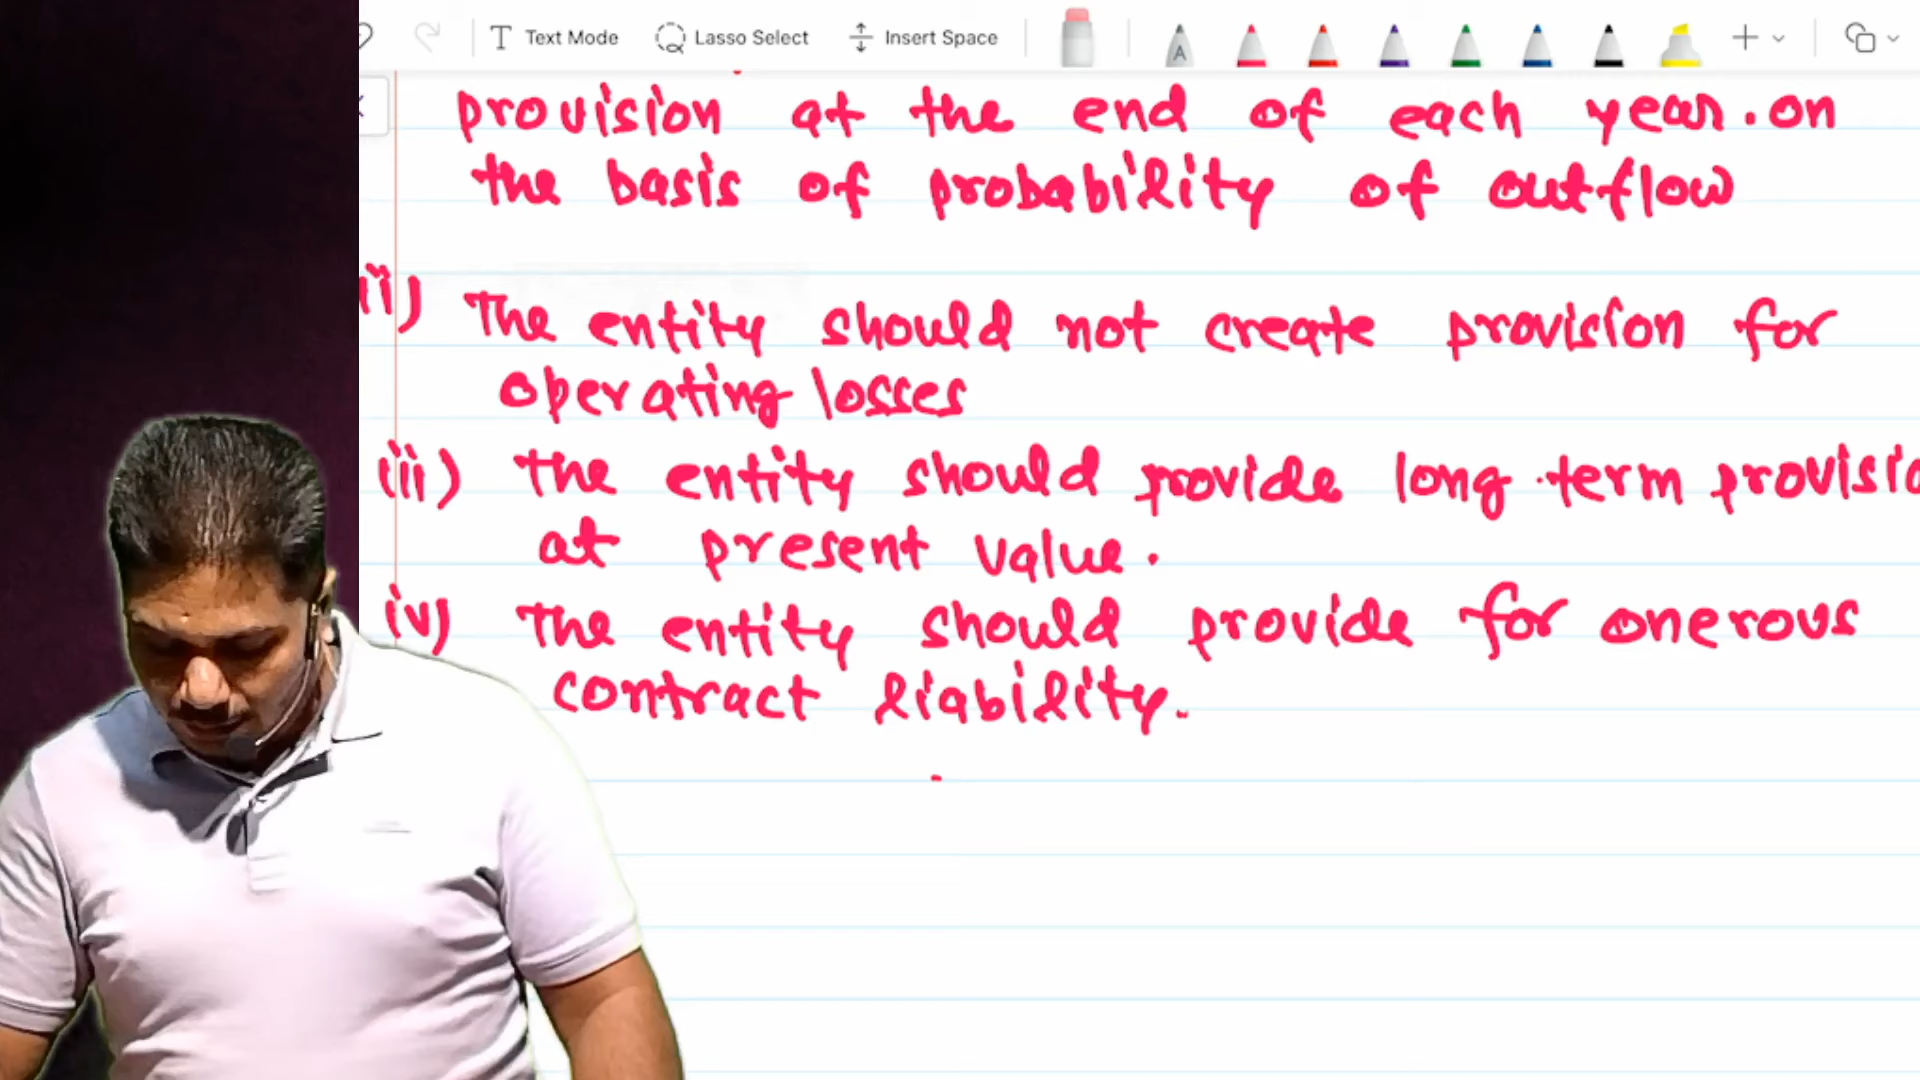 Text Mode Lasso Select Insert Space
A
provision at the end of each year. on
the basis of probability of outflow
ii) The entity should not create provision for
operating losses
(ii) the entity should provide long term provisio
at present value.
iv) The entity should provide for onerous
contract liability.